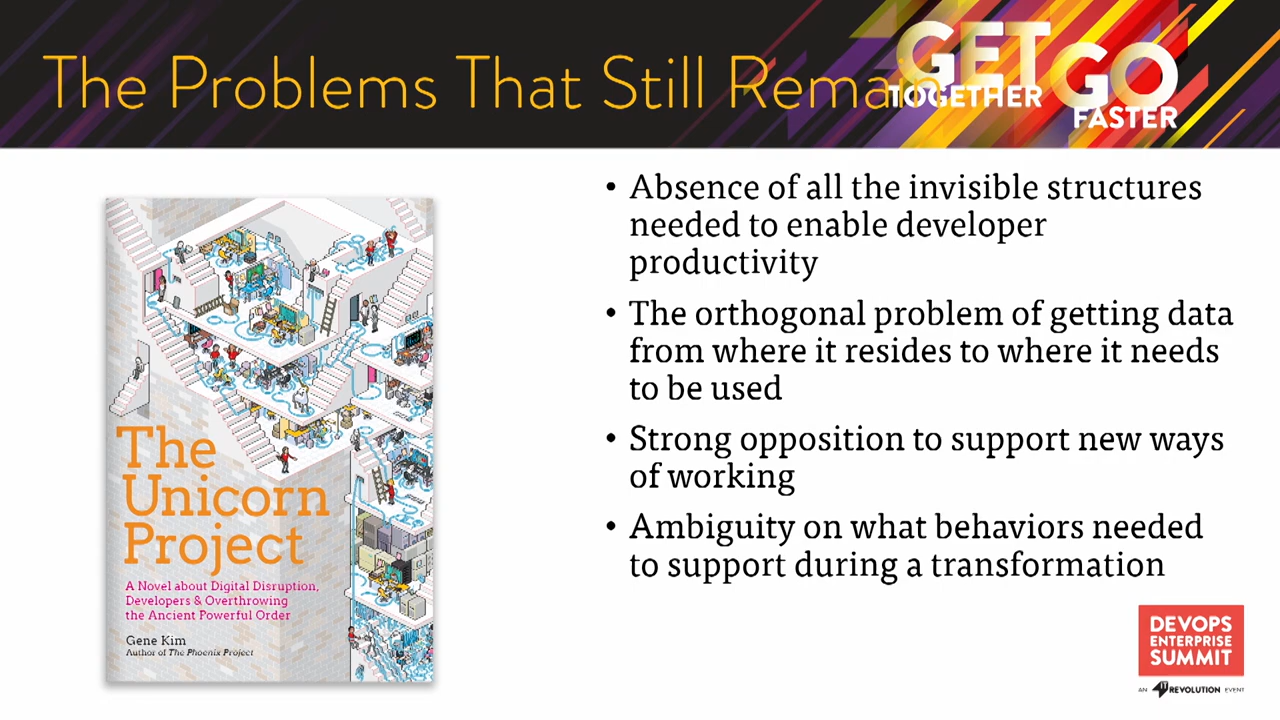 The Problems That Still Remain
GET
TOGETHER
GO
FASTER
• Absence of all the invisible structures
needed to enable developer
productivity
• The orthogonal problem of getting data
from where it resides to where it needs
to be used
• Strong opposition to support new ways
of working
• Ambiguity on what behaviors needed
to support during a transformation
The
Unicorn
Project
A Novel about Digital Disruption,
Developers & Overthrowing
the Ancient Powerful Order
Gene Kim
Author of The Phoenix Project
DEVOPS
ENTERPRISE
SUMMIT
AN IT REVOLUTION EVENT